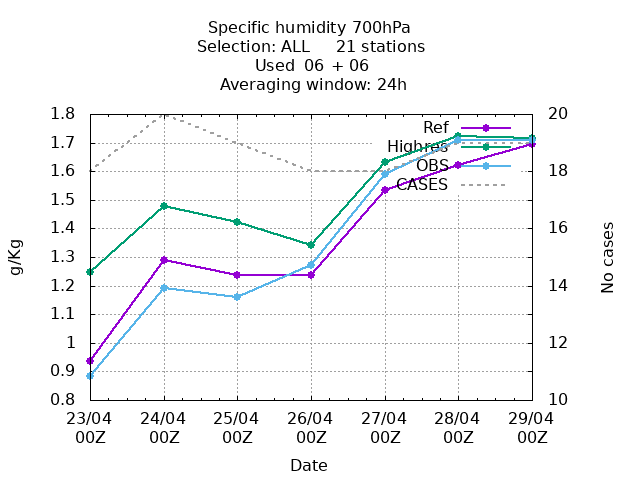 Specific humidity 700hPa
Selection: ALL 21 stations
Used 06 + 06
Averaging window: 24h
g/Kg
1.8
1.7
1.6
1.5
1.4
1.3
1.2
1.1
1
0.9
0.8
Ref
Highres
OBS
CASES
20
18
16
14
12
10
No cases
23/04 24/04 25/04 26/04 27/04 28/04 29/04
00Z 00Z 00Z 00Z 00Z 00Z 00Z
Date